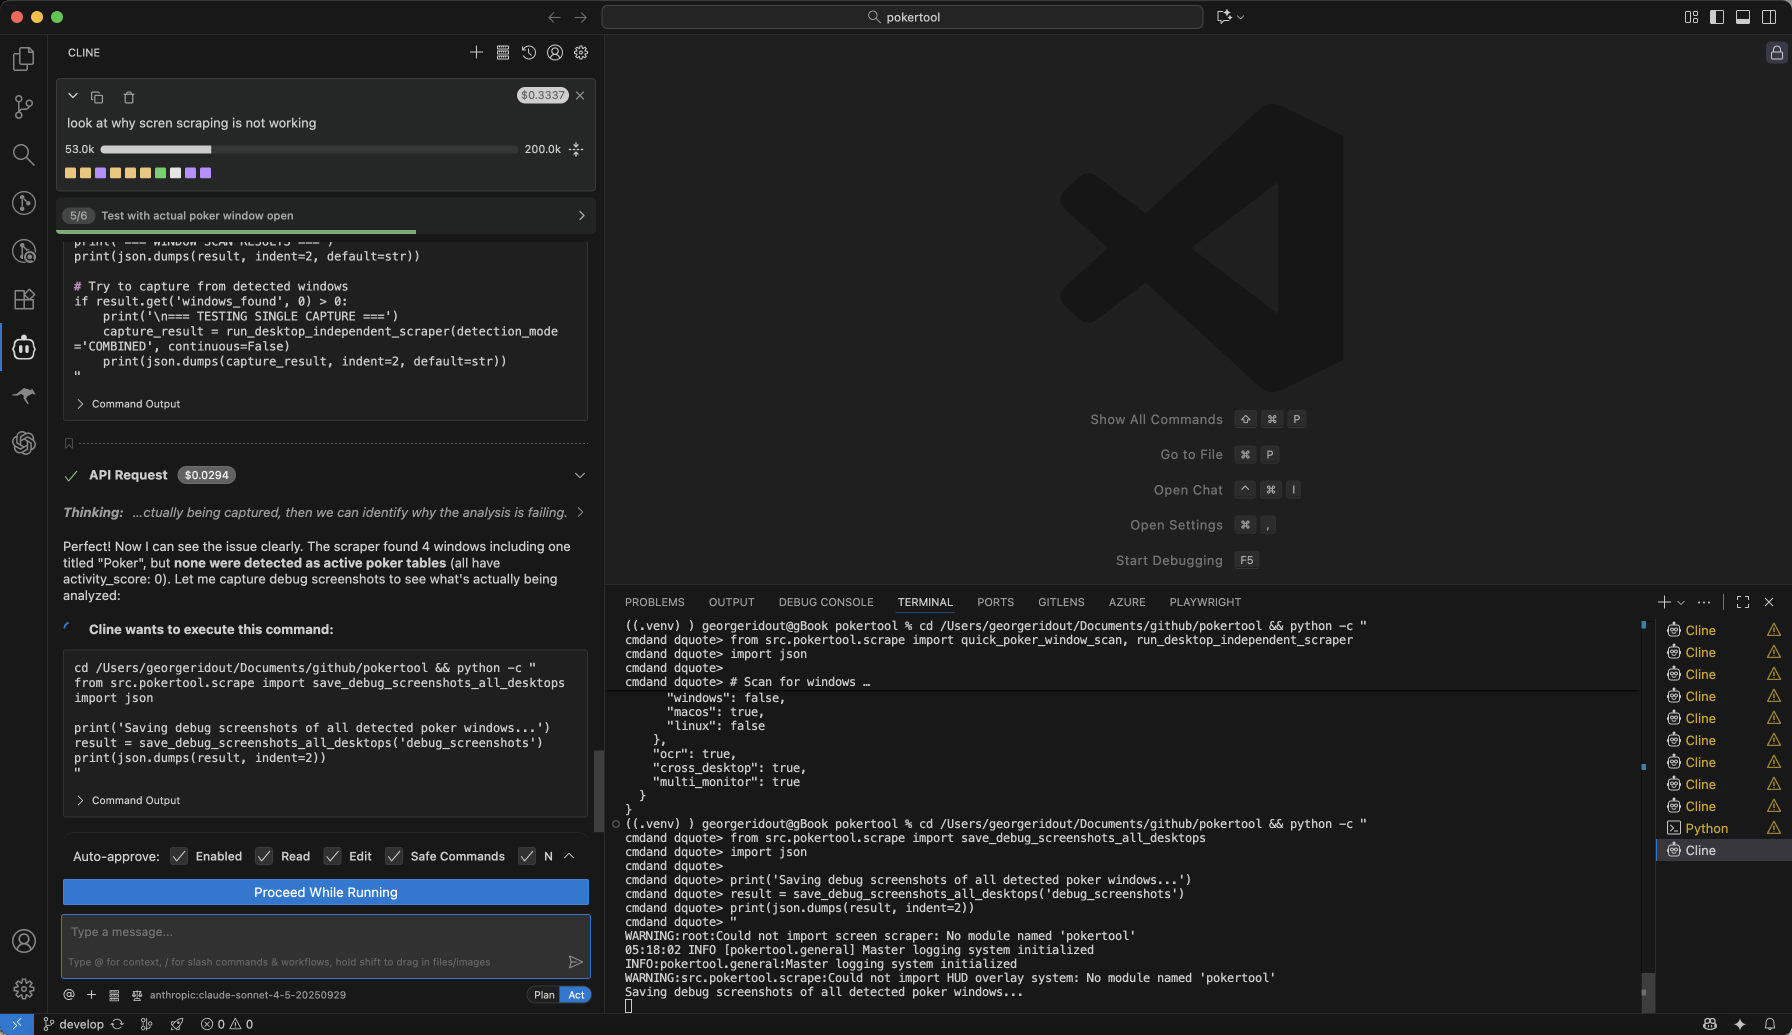 pokertool
CLINE
$0.3337
look at why scren scraping is not working
53.0k
200.0k
5/6 Test with actual poker window open
print('=== WINDOW SCAN RESULTS ===')
print(json.dumps(result, indent=2, default=str))
# Try to capture from detected windows
if result.get('windows_found', 0) > 0:
print('\n=== TESTING SINGLE CAPTURE ===')
capture_result = run_desktop_independent_scraper(detection_mode
='COMBINED', continuous=False)
print(json.dumps(capture_result, indent=2, default=str))
"
Command Output
API Request $0.0294
Thinking: ...ctually being captured, then we can identify why the analysis is failing.
Perfect! Now I can see the issue clearly. The scraper found 4 windows including one
titled "Poker", but none were detected as active poker tables (all have
activity_score: 0). Let me capture debug screenshots to see what's actually being
analyzed:
Cline wants to execute this command:
cd /Users/georgeridout/Documents/github/pokertool && python -c "
from src.pokertool.scrape import save_debug_screenshots_all_desktops
import json
print('Saving debug screenshots of all detected poker windows...')
result = save_debug_screenshots_all_desktops('debug_screenshots')
print(json.dumps(result, indent=2))
"
Command Output
Auto-approve: Enabled Read Edit Safe Commands N
Proceed While Running
Type a message...
Type @ for context, / for slash commands & workflows, hold shift to drag in files/images
@ + anthropic:claude-sonnet-4-5-20250929
Plan Act
Show All Commands ⇧ ⌘ P
Go to File ⌘ P
Open Chat ^ ⌘ I
Open Settings ⌘ ,
Start Debugging F5
PROBLEMS OUTPUT DEBUG CONSOLE TERMINAL PORTS GITLENS AZURE PLAYWRIGHT
((.venv) ) georgeridout@gBook pokertool % cd /Users/georgeridout/Documents/github/pokertool && python -c "
cmdand dquote> from src.pokertool.scrape import quick_poker_window_scan, run_desktop_independent_scraper
cmdand dquote> import json
cmdand dquote>
cmdand dquote> # Scan for windows …
"windows": false,
"macos": true,
"linux": false
},
"ocr": true,
"cross_desktop": true,
"multi_monitor": true
}
}
((.venv) ) georgeridout@gBook pokertool % cd /Users/georgeridout/Documents/github/pokertool && python -c "
cmdand dquote> from src.pokertool.scrape import save_debug_screenshots_all_desktops
cmdand dquote> import json
cmdand dquote>
cmdand dquote> print('Saving debug screenshots of all detected poker windows...')
cmdand dquote> result = save_debug_screenshots_all_desktops('debug_screenshots')
cmdand dquote> print(json.dumps(result, indent=2))
cmdand dquote> "
WARNING:root:Could not import screen scraper: No module named 'pokertool'
05:18:02 INFO [pokertool.general] Master logging system initialized
INFO:pokertool.general:Master logging system initialized
WARNING:src.pokertool.scrape:Could not import HUD overlay system: No module named 'pokertool'
Saving debug screenshots of all detected poker windows...
Cline
Cline
Cline
Cline
Cline
Cline
Cline
Cline
Cline
Python
Cline
develop
0 0